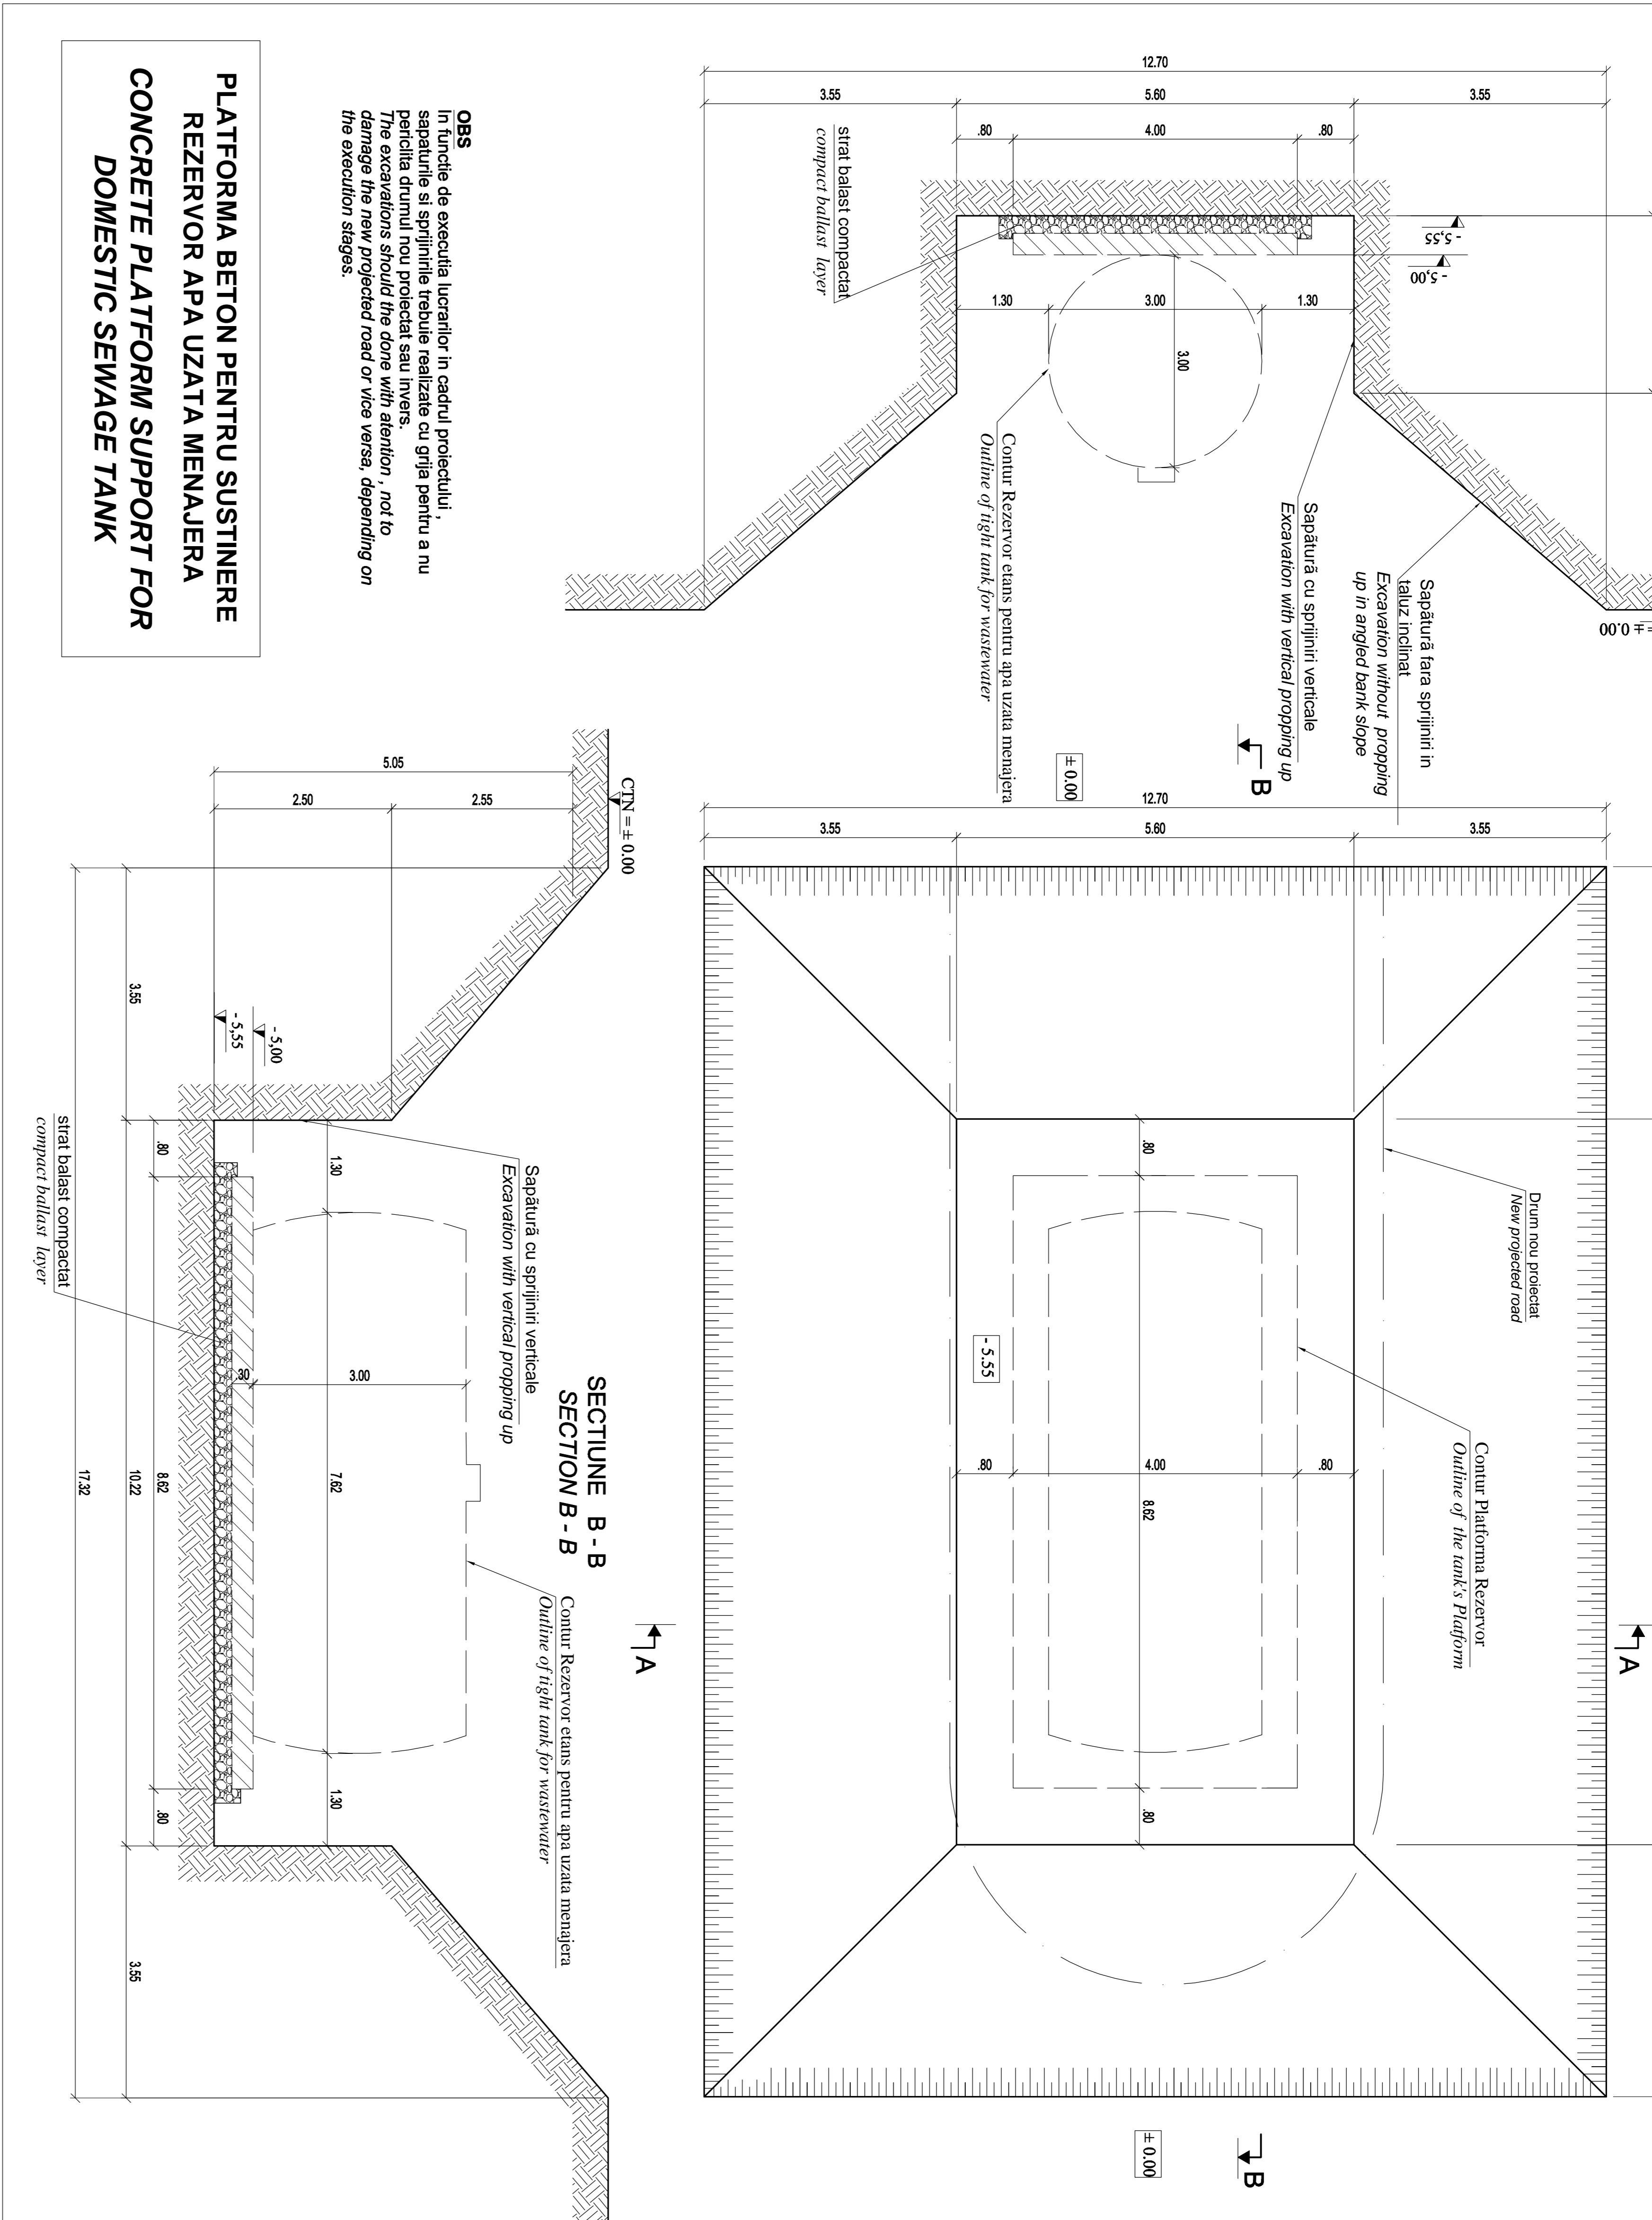 PLATFORMA BETON PENTRU SUSTINERE
REZERVOR APA UZATA MENAJERA
CONCRETE PLATFORM SUPPORT FOR
DOMESTIC SEWAGE TANK
OBS
In functie de executia lucrarilor in cadrul proiectului ,
sapaturile si sprijinirile trebuie realizate cu grija pentru a nu
periclita drumul nou proiectat sau invers.
The excavations should the done with atention , not to
damage the new projected road or vice versa, depending on
the execution stages.
12.70
3.55
5.60
3.55
.80
4.00
.80
strat balast compactat
compact ballast layer
- 5,55
- 5,00
1.30
3.00
1.30
3.00
Contur Rezervor etans pentru apa uzata menajera
Outline of tight tank for wastewater
Sapătură cu sprijiniri verticale
Excavation with vertical propping up
Sapătură fara sprijiniri in
taluz inclinat
Excavation without propping
up in angled bank slope
= ± 0.00
B
± 0.00
12.70
3.55
5.60
3.55
Drum nou proiectat
New projected road
.80
8.62
.80
.80
4.00
.80
- 5.55
Contur Platforma Rezervor
Outline of the tank's Platform
A
A
± 0.00
B
SECTIUNE B - B
SECTION B - B
CTN = ± 0.00
5.05
2.50
2.55
- 5,00
- 5,55
Sapătură cu sprijiniri verticale
Excavation with vertical propping up
Contur Rezervor etans pentru apa uzata menajera
Outline of tight tank for wastewater
1.30
7.62
1.30
3.00
.30
.80
8.62
.80
3.55
10.22
3.55
17.32
strat balast compactat
compact ballast layer